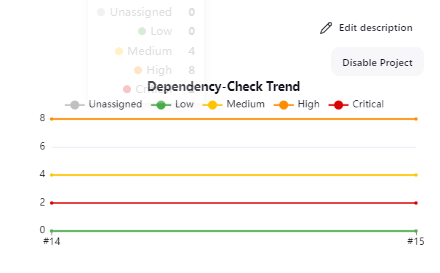 Unassigned 0
Low 0
Medium 4
High 8
Edit description
Disable Project
Dependency-Check Trend
Unassigned Low Medium High Critical
8
6
4
2
0
#14 #15